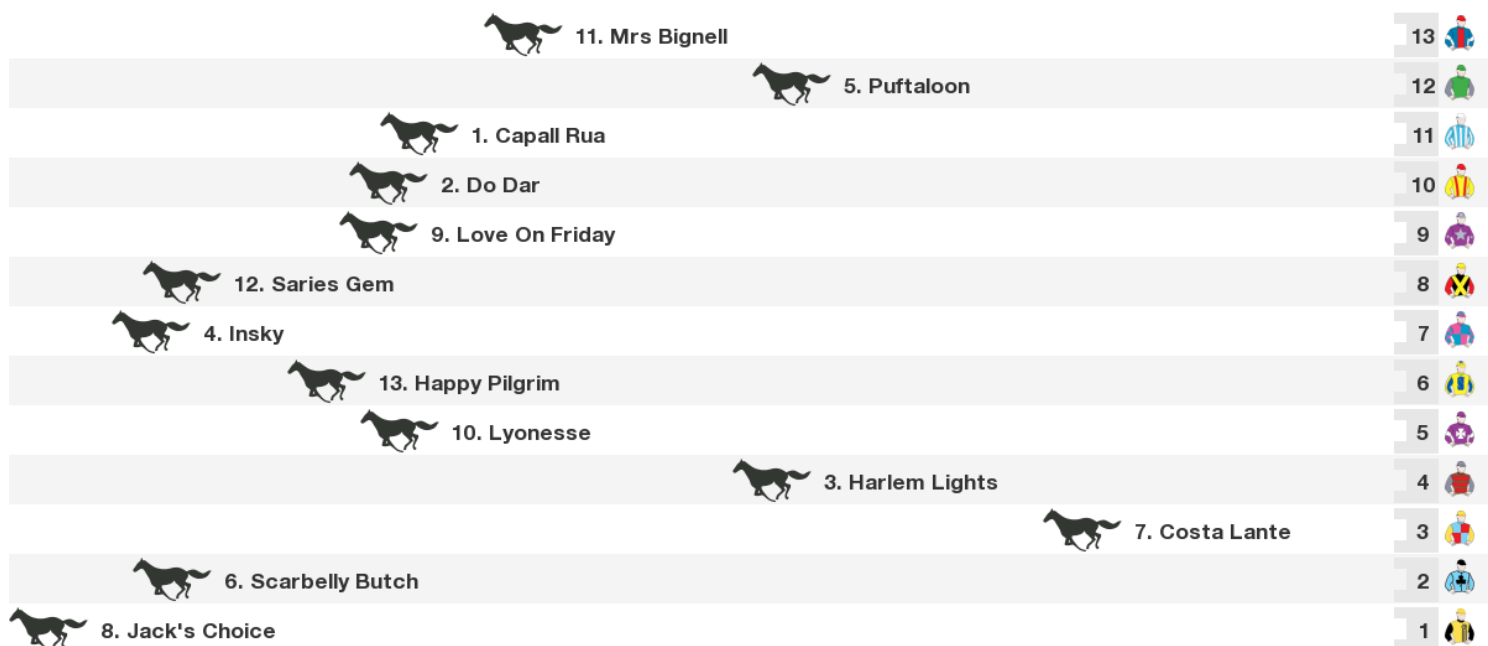 11. Mrs Bignell 13
5. Puftaloon 12
1. Capall Rua 11
2. Do Dar 10
9. Love On Friday 9
12. Saries Gem 8
4. Insky 7
13. Happy Pilgrim 6
10. Lyonesse 5
3. Harlem Lights 4
7. Costa Lante 3
6. Scarbelly Butch 2
8. Jack's Choice 1